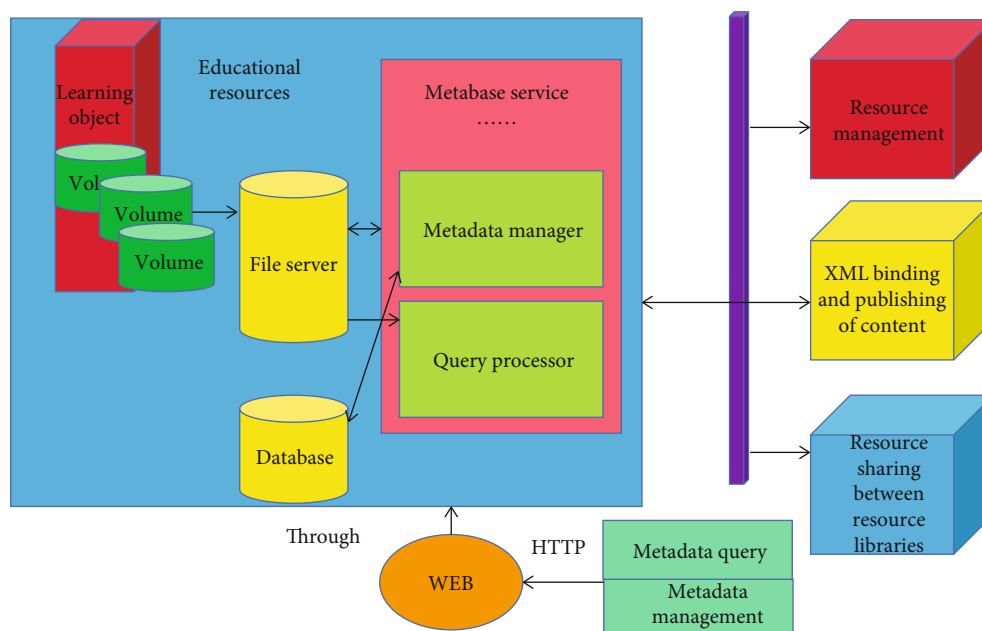 Learning
object
Volume
Volume
Educational
resources
File server
Database
Metabase service
......
Metadata manager
Query processor
Resource
management
XML binding
and publishing
of content
Resource
sharing
between
resource
libraries
Through
HTTP
WEB
Metadata query
Metadata
management